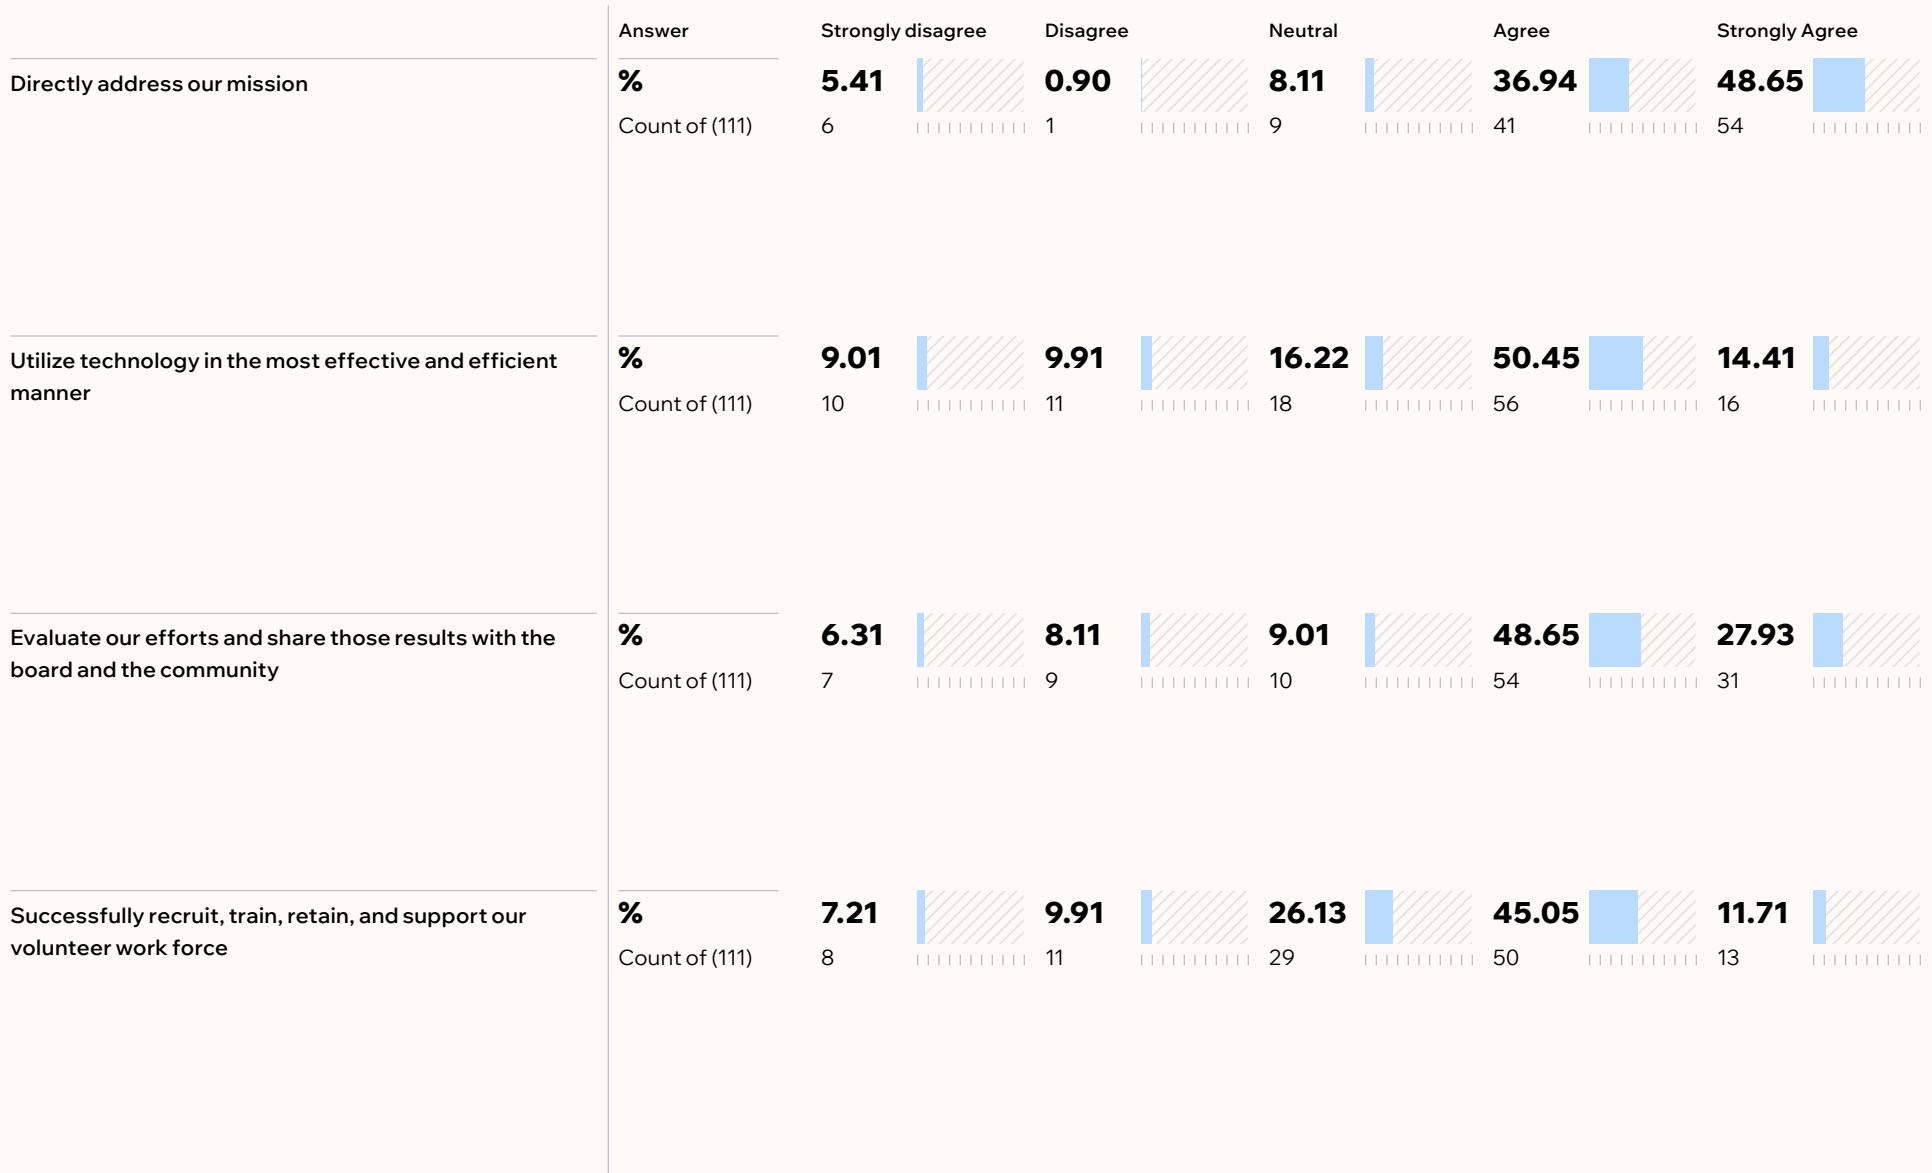 Answer Strongly disagree Disagree Neutral Agree Strongly Agree
Directly address our mission
% 5.41 0.90 8.11 36.94 48.65
Count of (111) 6 1 9 41 54
Utilize technology in the most effective and efficient
manner
% 9.01 9.91 16.22 50.45 14.41
Count of (111) 10 11 18 56 16
Evaluate our efforts and share those results with the
board and the community
% 6.31 8.11 9.01 48.65 27.93
Count of (111) 7 9 10 54 31
Successfully recruit, train, retain, and support our
volunteer work force
% 7.21 9.91 26.13 45.05 11.71
Count of (111) 8 11 29 50 13